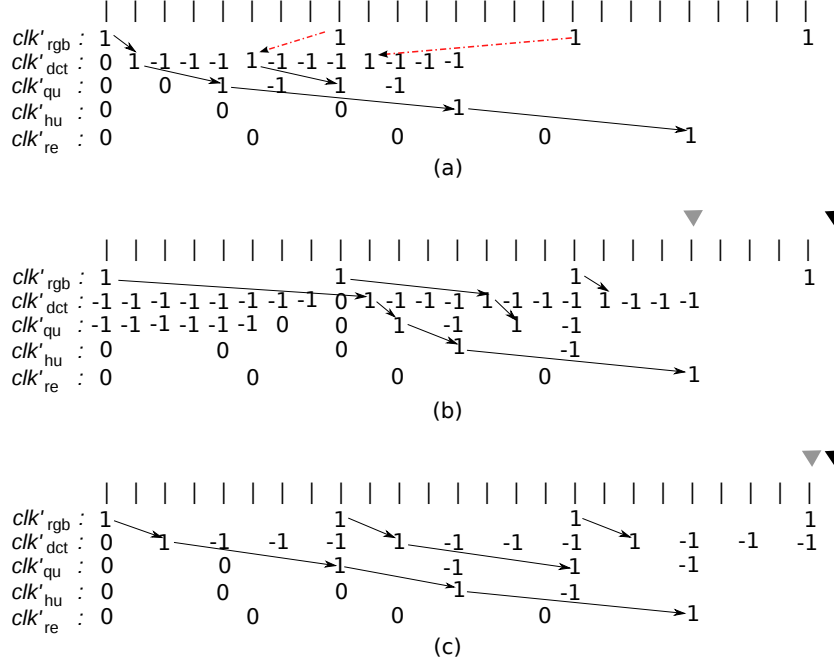 clk'rgb : 1 1 1 1
clk'dct : 0 1 -1 -1 -1 1 -1 -1 -1 1 -1 -1 -1
clk'qu : 0 0 1 -1 1 -1
clk'hu : 0 0 0 1
clk're : 0 0 0 0 1
(a)
clk'rgb : 1 1 1 1
clk'dct : -1 -1 -1 -1 -1 -1 -1 -1 0 1 -1 -1 -1 1 -1 -1 -1 1 -1 -1 -1
clk'qu : -1 -1 -1 -1 -1 -1 0 0 1 -1 1 -1
clk'hu : 0 0 0 1 -1
clk're : 0 0 0 0 1
(b)
clk'rgb : 1 1 1 1
clk'dct : 0 1 -1 -1 -1 1 -1 -1 -1 1 -1 -1 -1
clk'qu : 0 0 1 -1 1 -1
clk'hu : 0 0 0 1 -1
clk're : 0 0 0 0 1
(c)